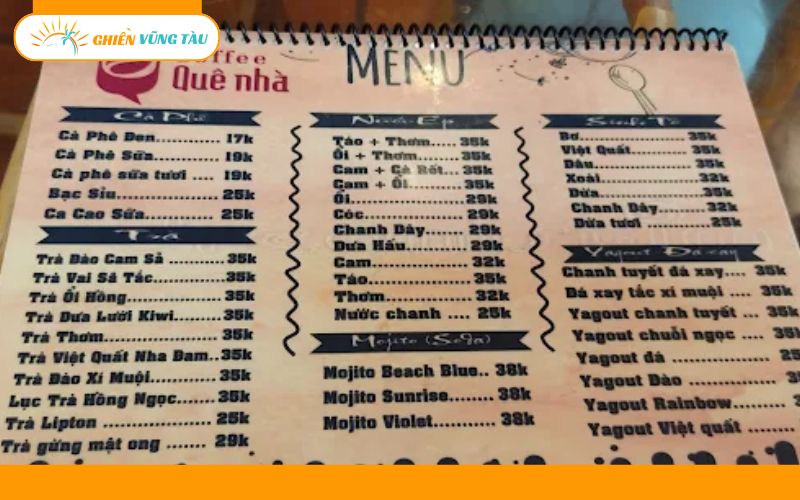 GHIỀN VŨNG TÀU
Coffee
Quê nhà
MENU
Cà Phê
Cà Phê Đen............ 17k
Cà Phê Sữa............ 19k
Cà phê sữa tươi .... 19k
Bạc Sỉu.................... 25k
Ca Cao Sữa............ 25k
Trà
Trà Đào Cam Sả ........... 35k
Trà Vải Sả Tắc............. 35k
Trà Ổi Hồng.................. 35k
Trà Dưa Lưới Kiwi........ 35k
Trà Thơm..................... 35k
Trà Việt Quất Nha Đam.. 35k
Trà Đào Xí Muội............ 35k
Lục Trà Hồng Ngọc...... 35k
Trà Lipton .................... 25k
Trà gừng mật ong ....... 29k
Nước Ép
Táo + Thơm..... 35k
Ổi + Thơm....... 35k
Cam + Cà Rốt... 35k
Cam + Ổi......... 35k
Ổi.................... 29k
Cóc.................. 29k
Chanh Dây....... 29k
Dưa Hấu.......... 29k
Cam................. 32k
Táo.................. 35k
Thơm............... 32k
Nước chanh .... 25k
Mojito (Soda)
Mojito Beach Blue.. 38k
Mojito Sunrise........ 38k
Mojito Violet............ 38k
Sinh Tố
Bơ.................... 35k
Việt Quất.......... 35k
Dâu.................. 35k
Xoài................. 32k
Dừa.................. 35k
Chanh Dây........ 32k
Dừa tươi .......... 25k
Yagout Đá xay
Chanh tuyết đá xay.... 35k
Đá xay tắc xí muội .... 35k
Yagout chanh tuyết ... 35k
Yagout chuỗi ngọc .... 35k
Yagout đá
Yagout Đào
Yagout Rainbow
Yagout Việt quất